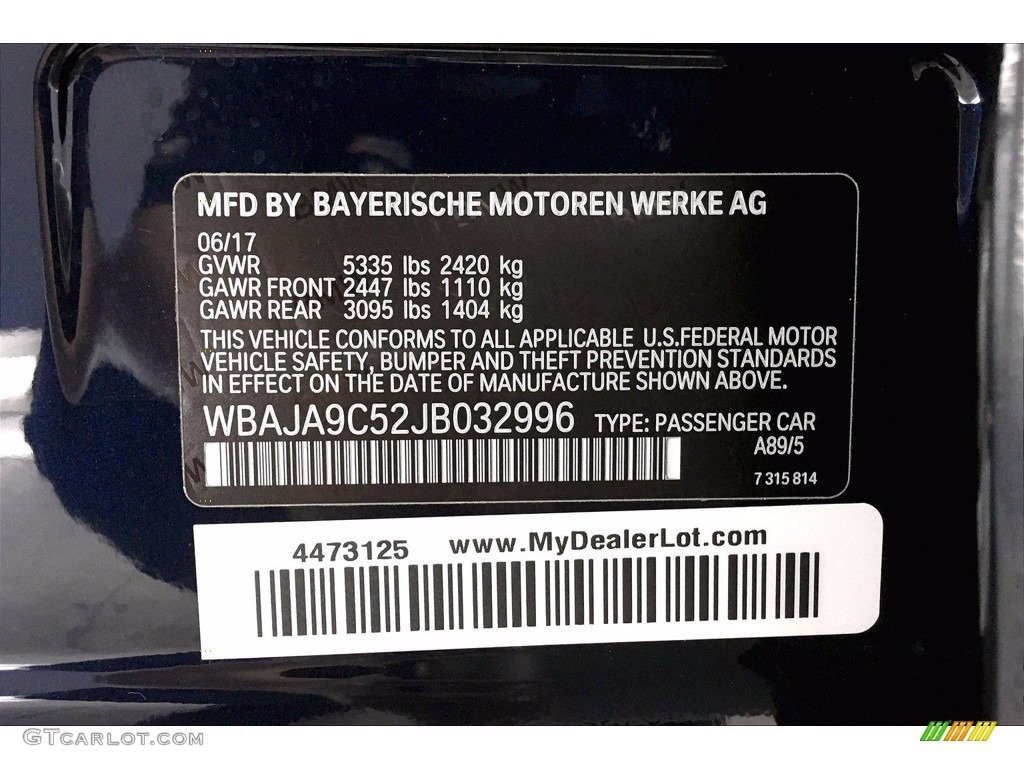 MFD BY BAYERISCHE MOTOREN WERKE AG
06/17
GVWR 5335 lbs 2420 kg
GAWR FRONT 2447 lbs 1110 kg
GAWR REAR 3095 lbs 1404 kg
THIS VEHICLE CONFORMS TO ALL APPLICABLE U.S.FEDERAL MOTOR
VEHICLE SAFETY, BUMPER AND THEFT PREVENTION STANDARDS
IN EFFECT ON THE DATE OF MANUFACTURE SHOWN ABOVE.
WBAJA9C52JB032996 TYPE: PASSENGER CAR
A89/5
7 315 814
4473125 www.MyDealerLot.com
GTCarlot.com